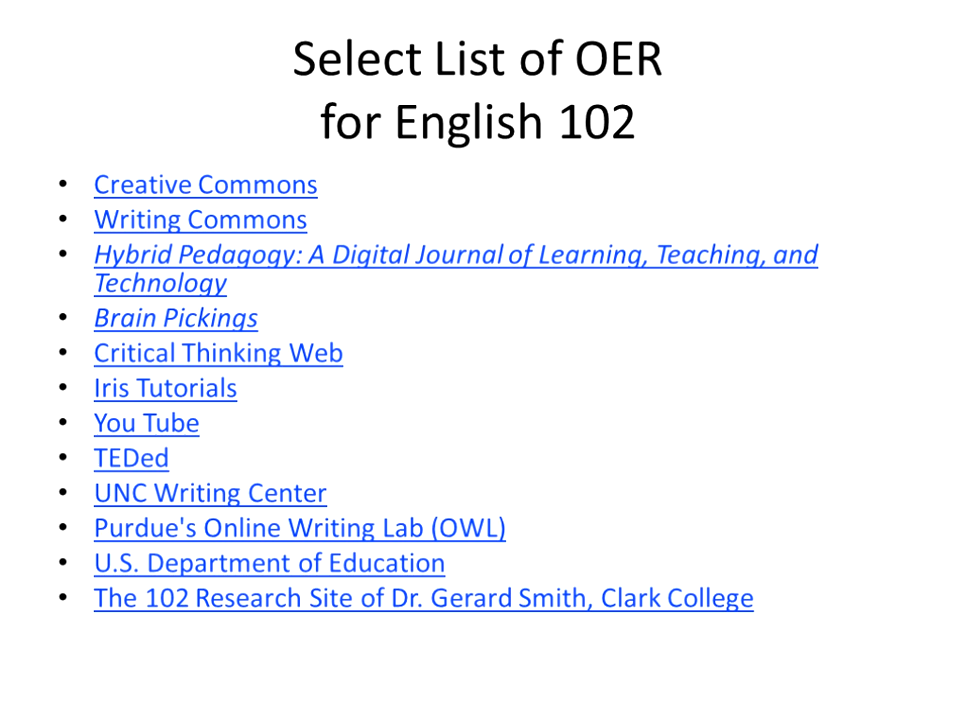 Select List of OER
for English 102
• Creative Commons
• Writing Commons
• Hybrid Pedagogy: A Digital Journal of Learning, Teaching, and
Technology
• Brain Pickings
• Critical Thinking Web
• Iris Tutorials
• You Tube
• TEDed
• UNC Writing Center
• Purdue's Online Writing Lab (OWL)
• U.S. Department of Education
• The 102 Research Site of Dr. Gerard Smith, Clark College